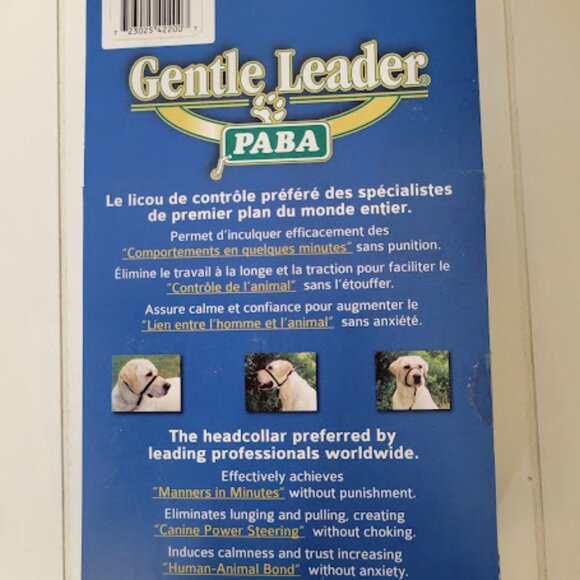 7 23025 42200 7
Gentle Leader®
PABA
Le licou de contrôle préféré des spécialistes
de premier plan du monde entier.
Permet d'inculquer efficacement des
"Comportements en quelques minutes" sans punition.
Élimine le travail à la longe et la traction pour faciliter le
"Contrôle de l'animal" sans l'étouffer.
Assure calme et confiance pour augmenter le
"Lien entre l'homme et l'animal" sans anxiété.
The headcollar preferred by
leading professionals worldwide.
Effectively achieves
"Manners in Minutes" without punishment.
Eliminates lunging and pulling, creating
"Canine Power Steering" without choking.
Induces calmness and trust increasing
"Human-Animal Bond" without anxiety.